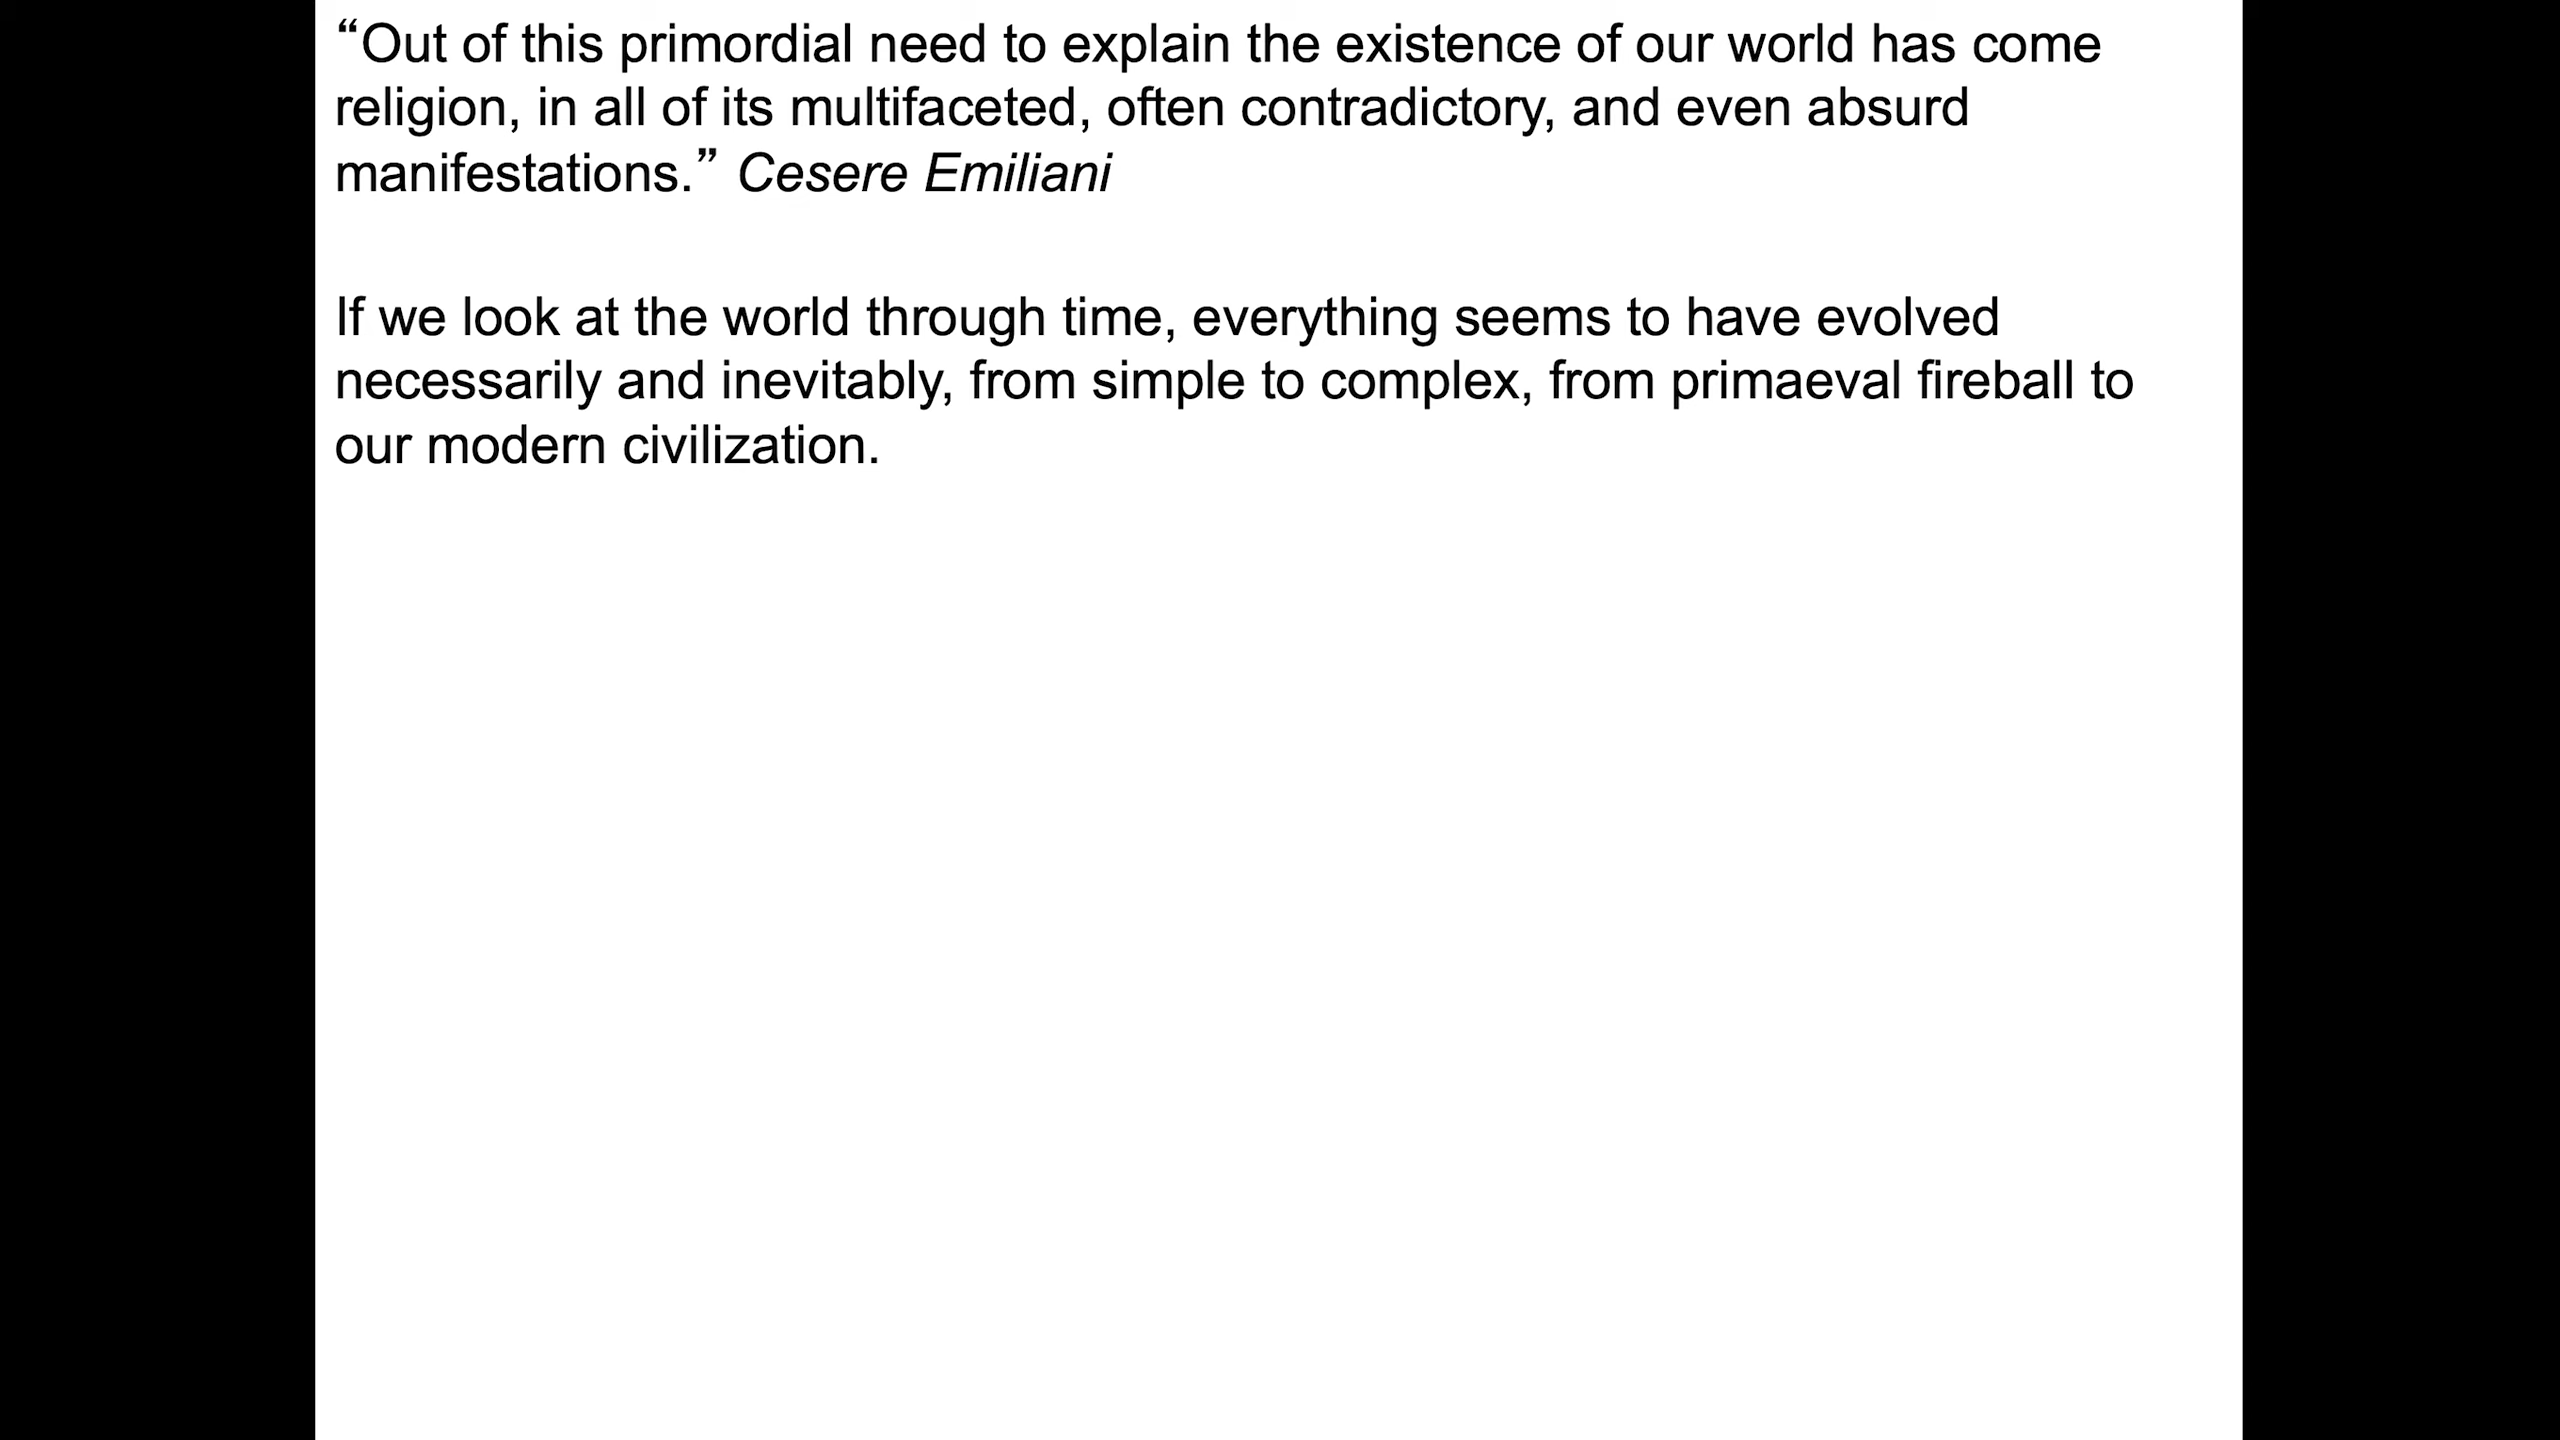 “Out of this primordial need to explain the existence of our world has come
religion, in all of its multifaceted, often contradictory, and even absurd
manifestations.” Cesere Emiliani
If we look at the world through time, everything seems to have evolved
necessarily and inevitably, from simple to complex, from primaeval fireball to
our modern civilization.